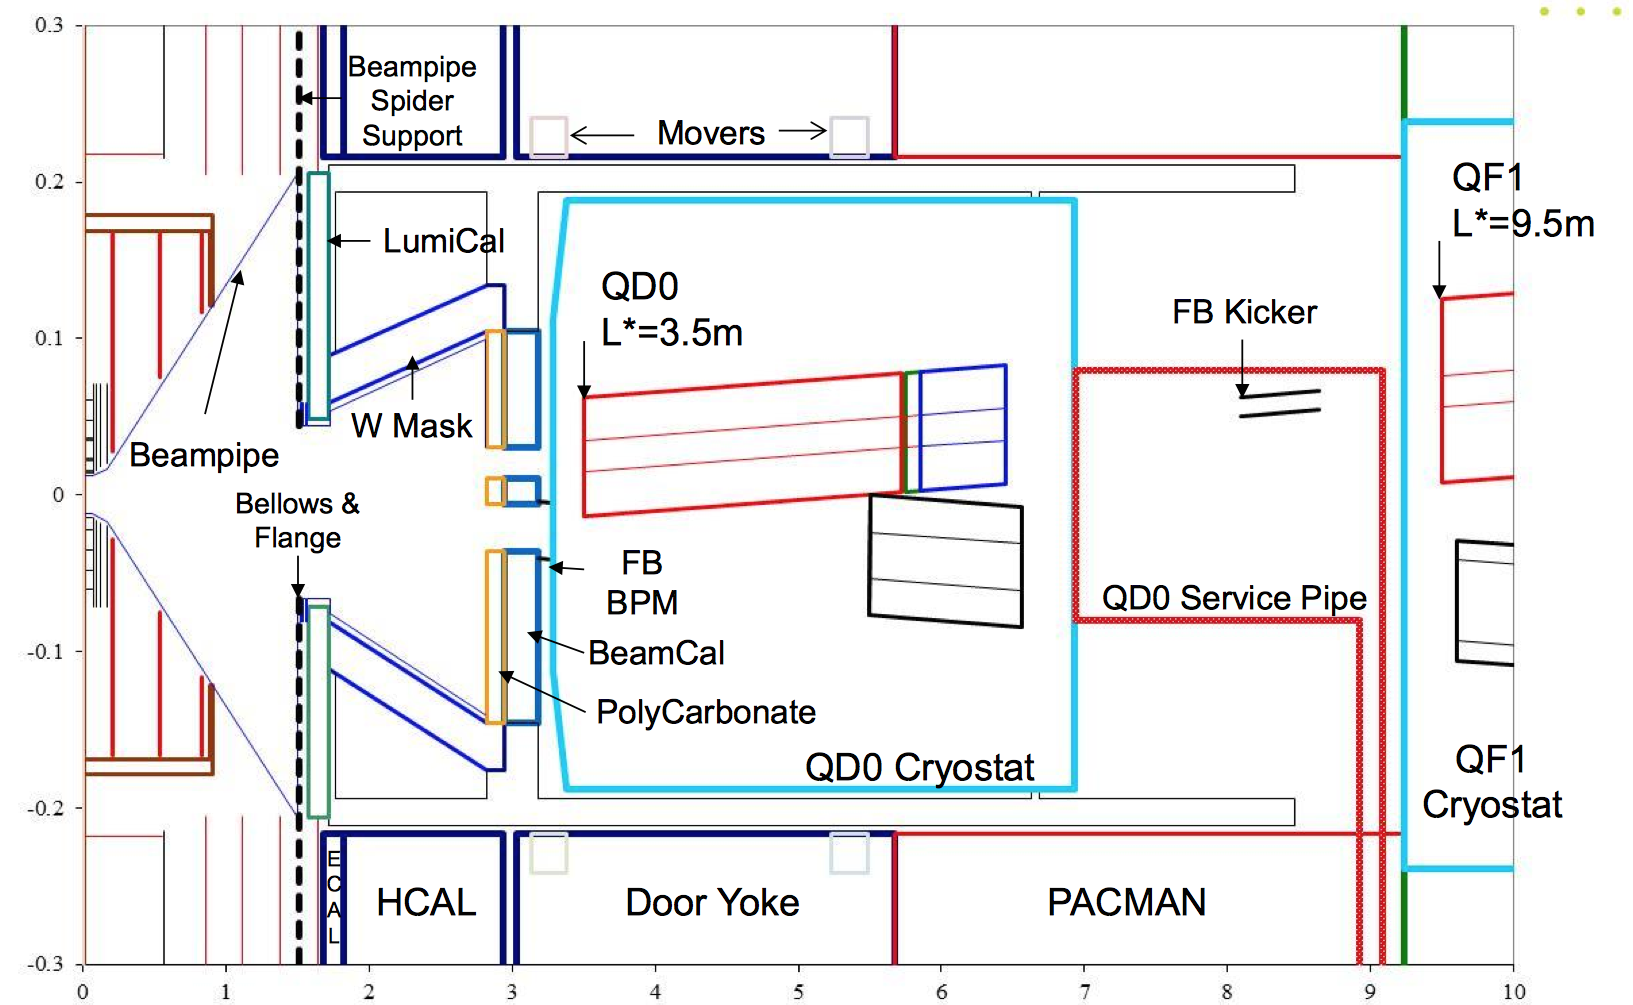 0.3
Beampipe
Spider
Support
Movers
0.2
QF1
L*=9.5m
LumiCal
QD0
L*=3.5m
FB Kicker
0.1
W Mask
Beampipe
0
Bellows &
Flange
FB
BPM
QD0 Service Pipe
-0.1
BeamCal
PolyCarbonate
QD0 Cryostat
QF1
Cryostat
-0.2
ECAL
HCAL
Door Yoke
PACMAN
-0.3
0 1 2 3 4 5 6 7 8 9 10